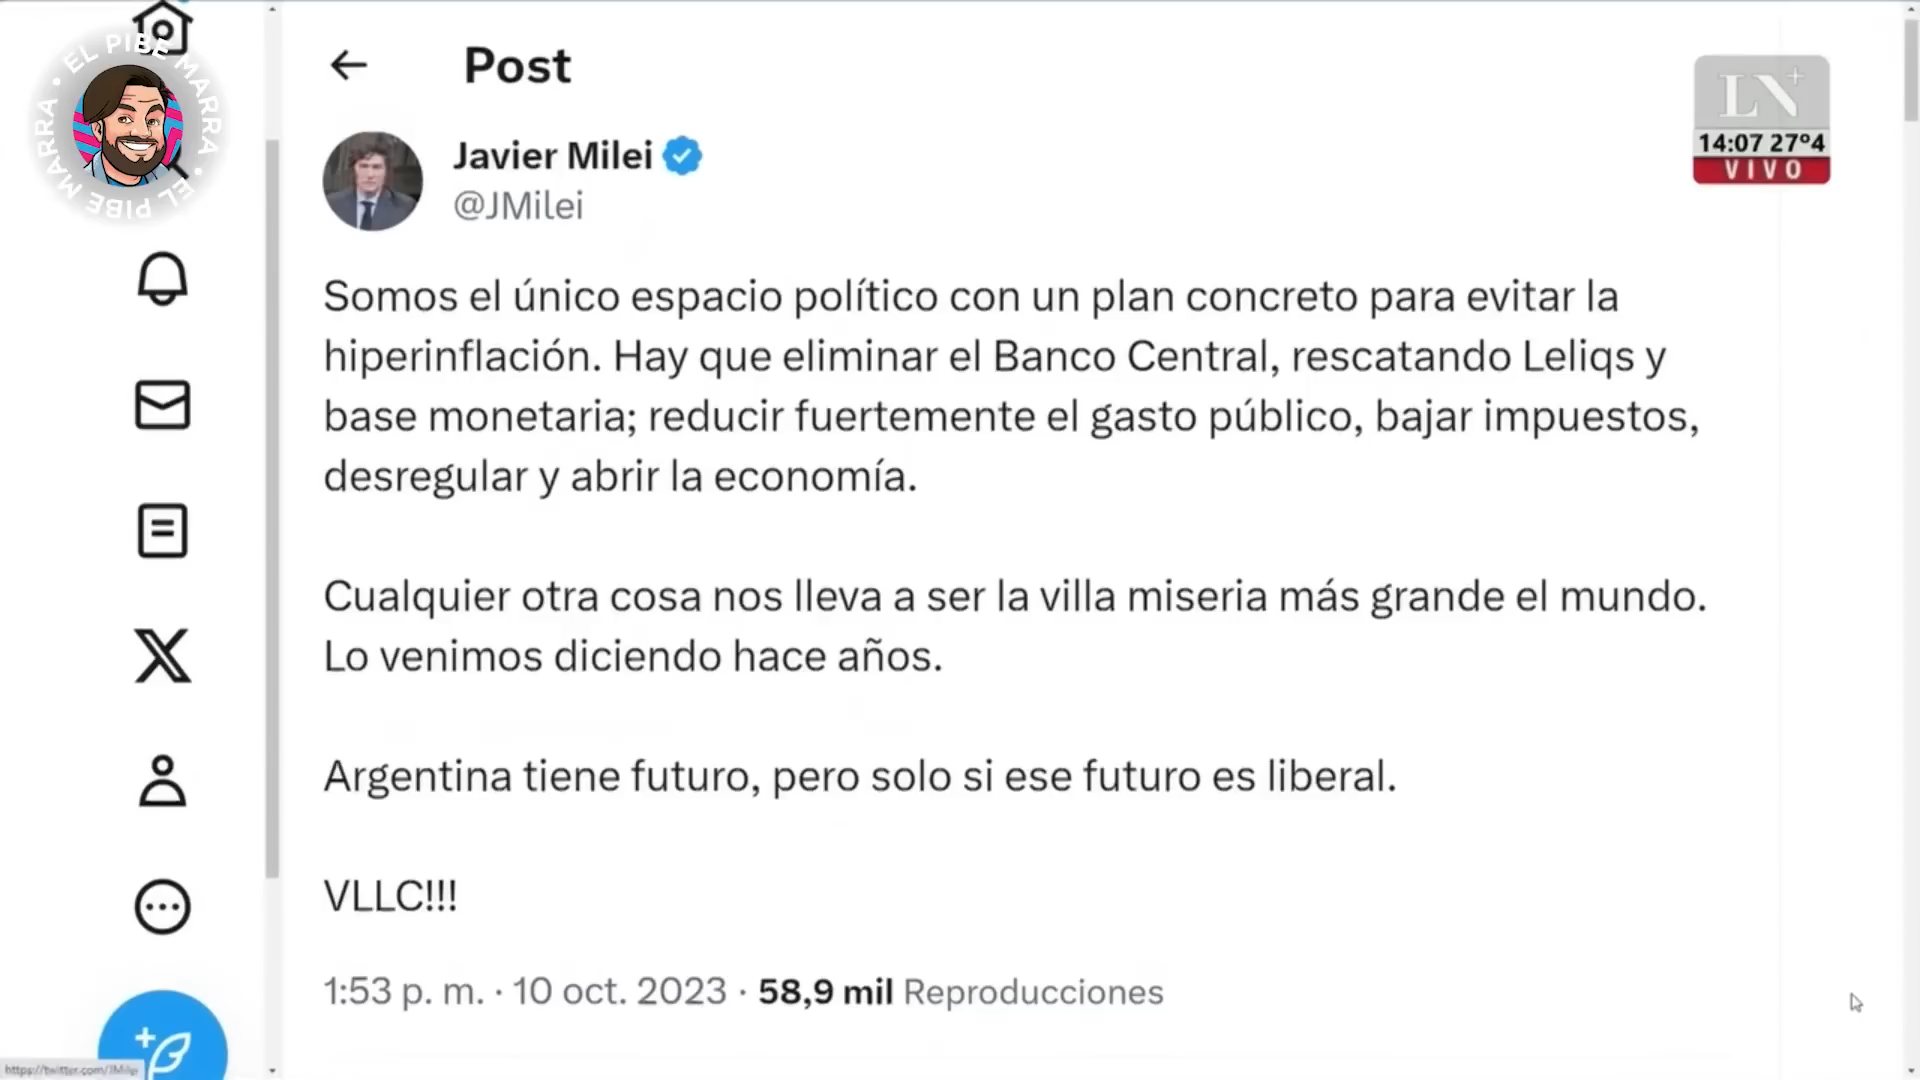 EL PIBE MARRA • EL PIBE MARRA •
Post
LN+
14:07 27º4
VIVO
Javier Milei
@JMilei
Somos el único espacio político con un plan concreto para evitar la
hiperinflación. Hay que eliminar el Banco Central, rescatando Leliqs y
base monetaria; reducir fuertemente el gasto público, bajar impuestos,
desregular y abrir la economía.
Cualquier otra cosa nos lleva a ser la villa miseria más grande el mundo.
Lo venimos diciendo hace años.
Argentina tiene futuro, pero solo si ese futuro es liberal.
VLLC!!!
1:53 p. m. · 10 oct. 2023 · 58,9 mil Reproducciones
https://twitter.com/JMilei